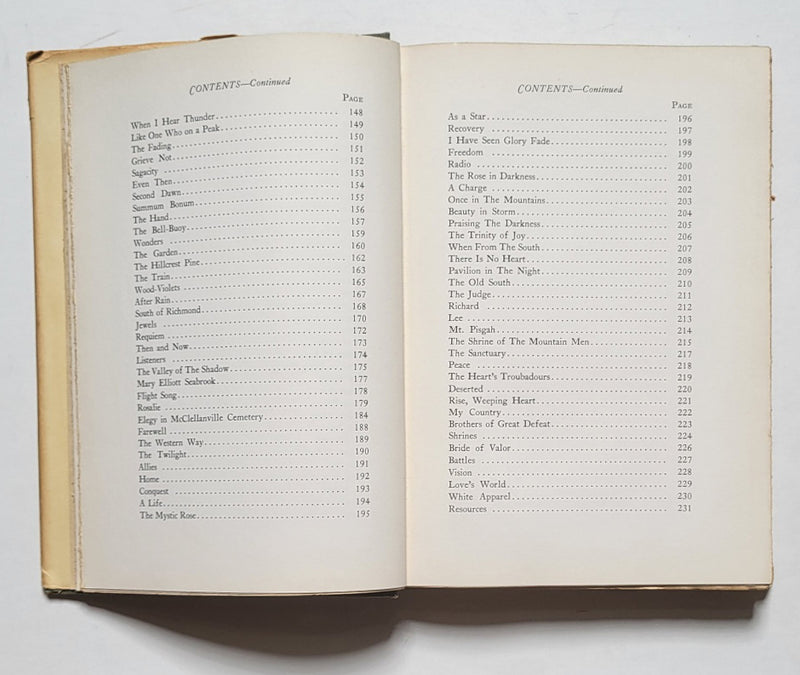 CONTENTS—Continued
PAGE
When I Hear Thunder 148
Like One Who on a Peak 149
The Fading 150
Grieve Not 151
Sagacity 152
Even Then 153
Second Dawn 154
Summum Bonum 155
The Hand 156
The Bell-Buoy 157
Wonders 159
The Garden 160
The Hillcrest Pine 162
The Train 163
Wood-Violets 165
After Rain 167
South of Richmond 168
Jewels 170
Requiem 172
Then and Now 173
Listeners 174
The Valley of The Shadow 175
Mary Elliott Seabrook 177
Flight Song 178
Rosalie 179
Elegy in McClellanville Cemetery 184
Farewell 188
The Western Way 189
The Twilight 190
Allies 191
Home 192
Conquest 193
A Life 194
The Mystic Rose 195
CONTENTS—Continued
PAGE
As a Star 196
Recovery 197
I Have Seen Glory Fade 198
Freedom 199
Radio 200
The Rose in Darkness 201
A Charge 202
Once in The Mountains 203
Beauty in Storm 204
Praising The Darkness 205
The Trinity of Joy 206
When From The South 207
There Is No Heart 208
Pavilion in The Night 209
The Old South 210
The Judge 211
Richard 212
Lee 213
Mt. Pisgah 214
The Shrine of The Mountain Men 215
The Sanctuary 217
Peace 218
The Heart's Troubadours 219
Deserted 220
Rise, Weeping Heart 221
My Country 222
Brothers of Great Defeat 223
Shrines 224
Bride of Valor 226
Battles 227
Vision 228
Love's World 229
White Apparel 230
Resources 231